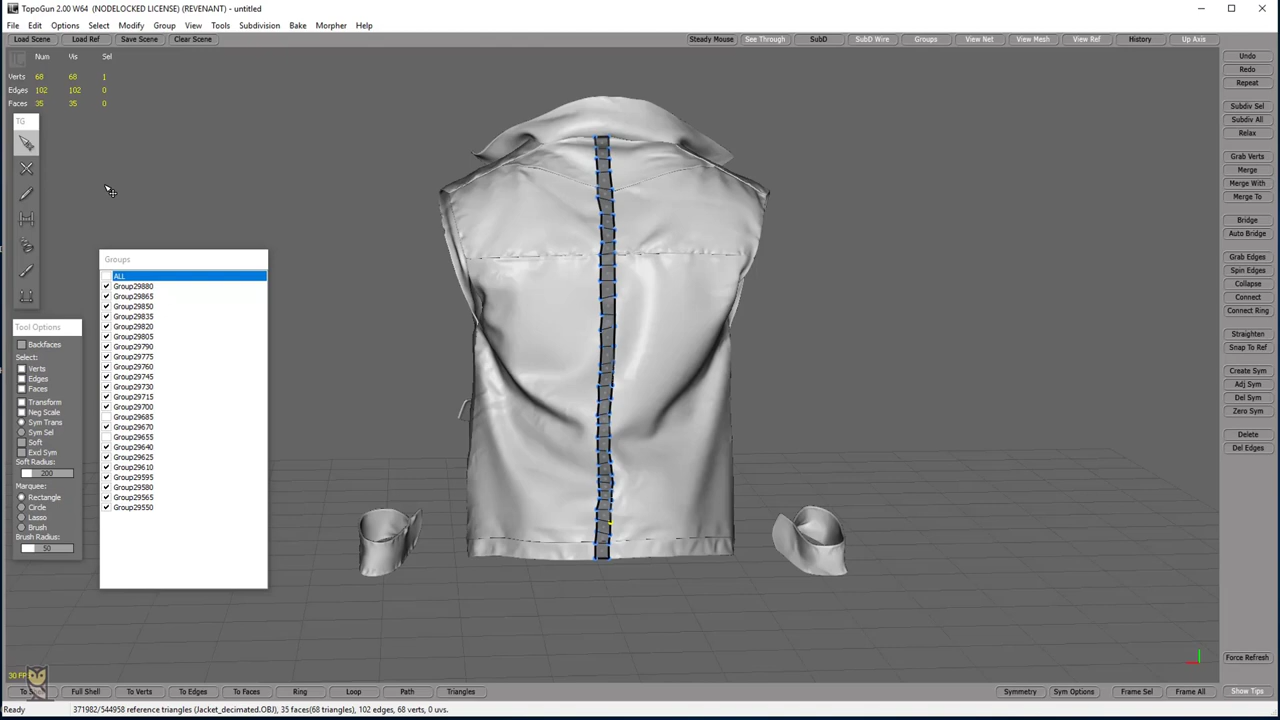 TopoGun 2.00 W64 (NODELOCKED LICENSE) (REVENANT) - untitled
File Edit Options Select Modify Group View Tools Subdivision Bake Morpher Help
Load Scene Load Ref Save Scene Clear Scene Steady Mouse See Through SubD SubD Wire Groups View Net View Mesh View Ref History Up Axis
Num Vis Sel
Verts 68 68 1
Edges 102 102 0
Faces 35 35 0
TG
Groups
ALL
Group29880
Group29865
Group29850
Group29835
Group29820
Group29805
Group29790
Group29775
Group29760
Group29745
Group29730
Group29715
Group29700
Group29685
Group29670
Group29655
Group29640
Group29625
Group29610
Group29595
Group29580
Group29565
Group29550
Tool Options
Backfaces
Select:
Verts
Edges
Faces
Transform
Neg Scale
Sym Trans
Sym Sel
Soft
Excl Sym
Soft Radius:
200
Marquee:
Rectangle
Circle
Lasso
Brush
Brush Radius:
50
Undo
Redo
Repeat
Subdiv Sel
Subdiv All
Relax
Grab Verts
Merge
Merge With
Merge To
Bridge
Auto Bridge
Grab Edges
Spin Edges
Collapse
Connect
Connect Ring
Straighten
Snap To Ref
Create Sym
Adj Sym
Del Sym
Zero Sym
Delete
Del Edges
Force Refresh
30 FP
To S Full Shell To Verts To Edges To Faces Ring Loop Path Triangles Symmetry Sym Options Frame Sel Frame All Show Tips
Ready 371982/544958 reference triangles (Jacket_decimated.OBJ), 35 faces(68 triangles), 102 edges, 68 verts, 0 uvs.